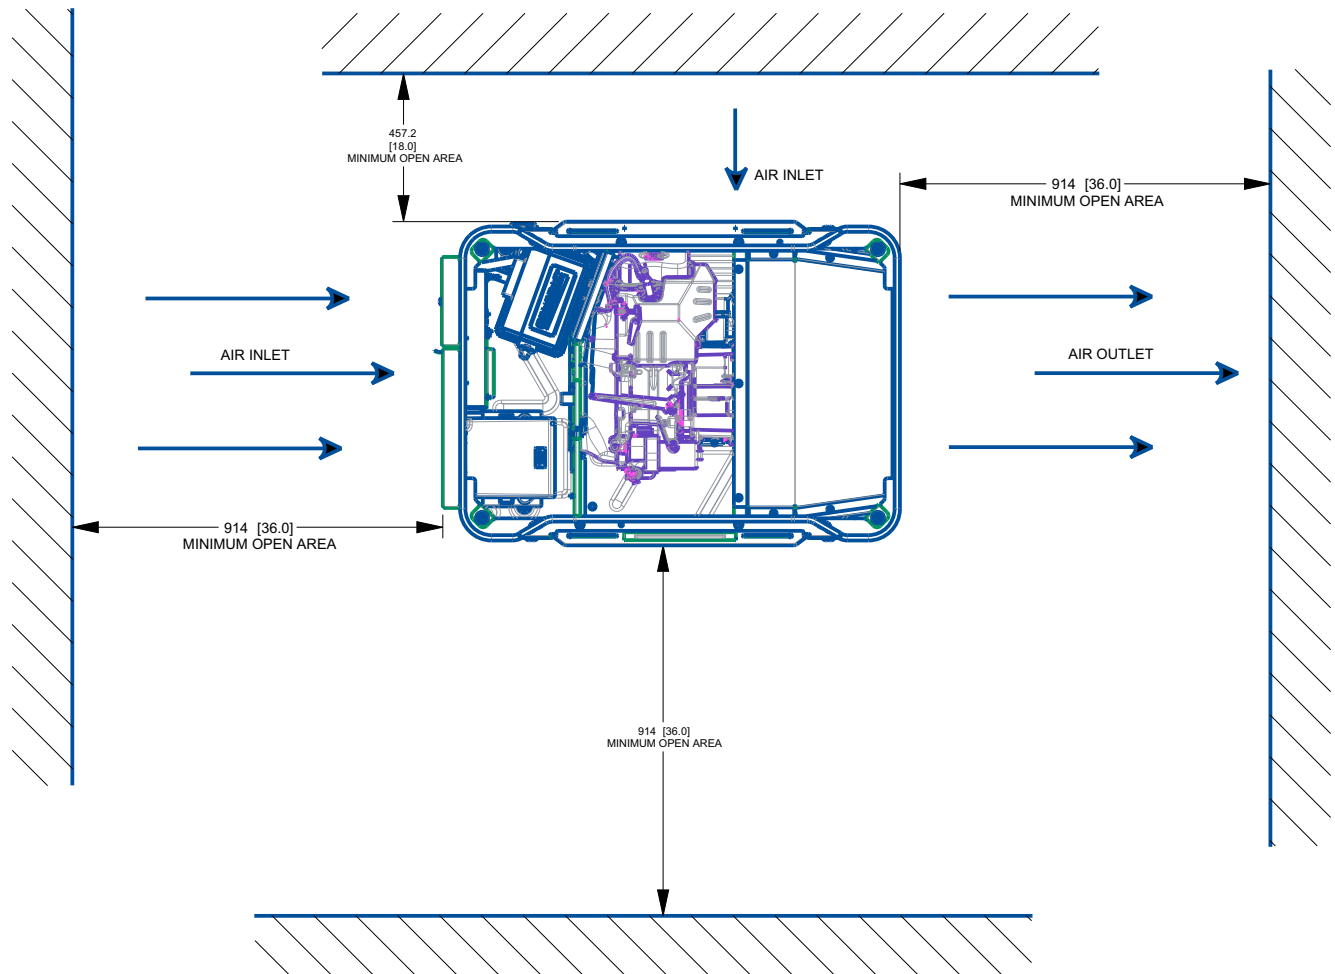 457.2
[18.0]
MINIMUM OPEN AREA
AIR INLET
914 [36.0]
MINIMUM OPEN AREA
AIR INLET
AIR OUTLET
914 [36.0]
MINIMUM OPEN AREA
914 [36.0]
MINIMUM OPEN AREA